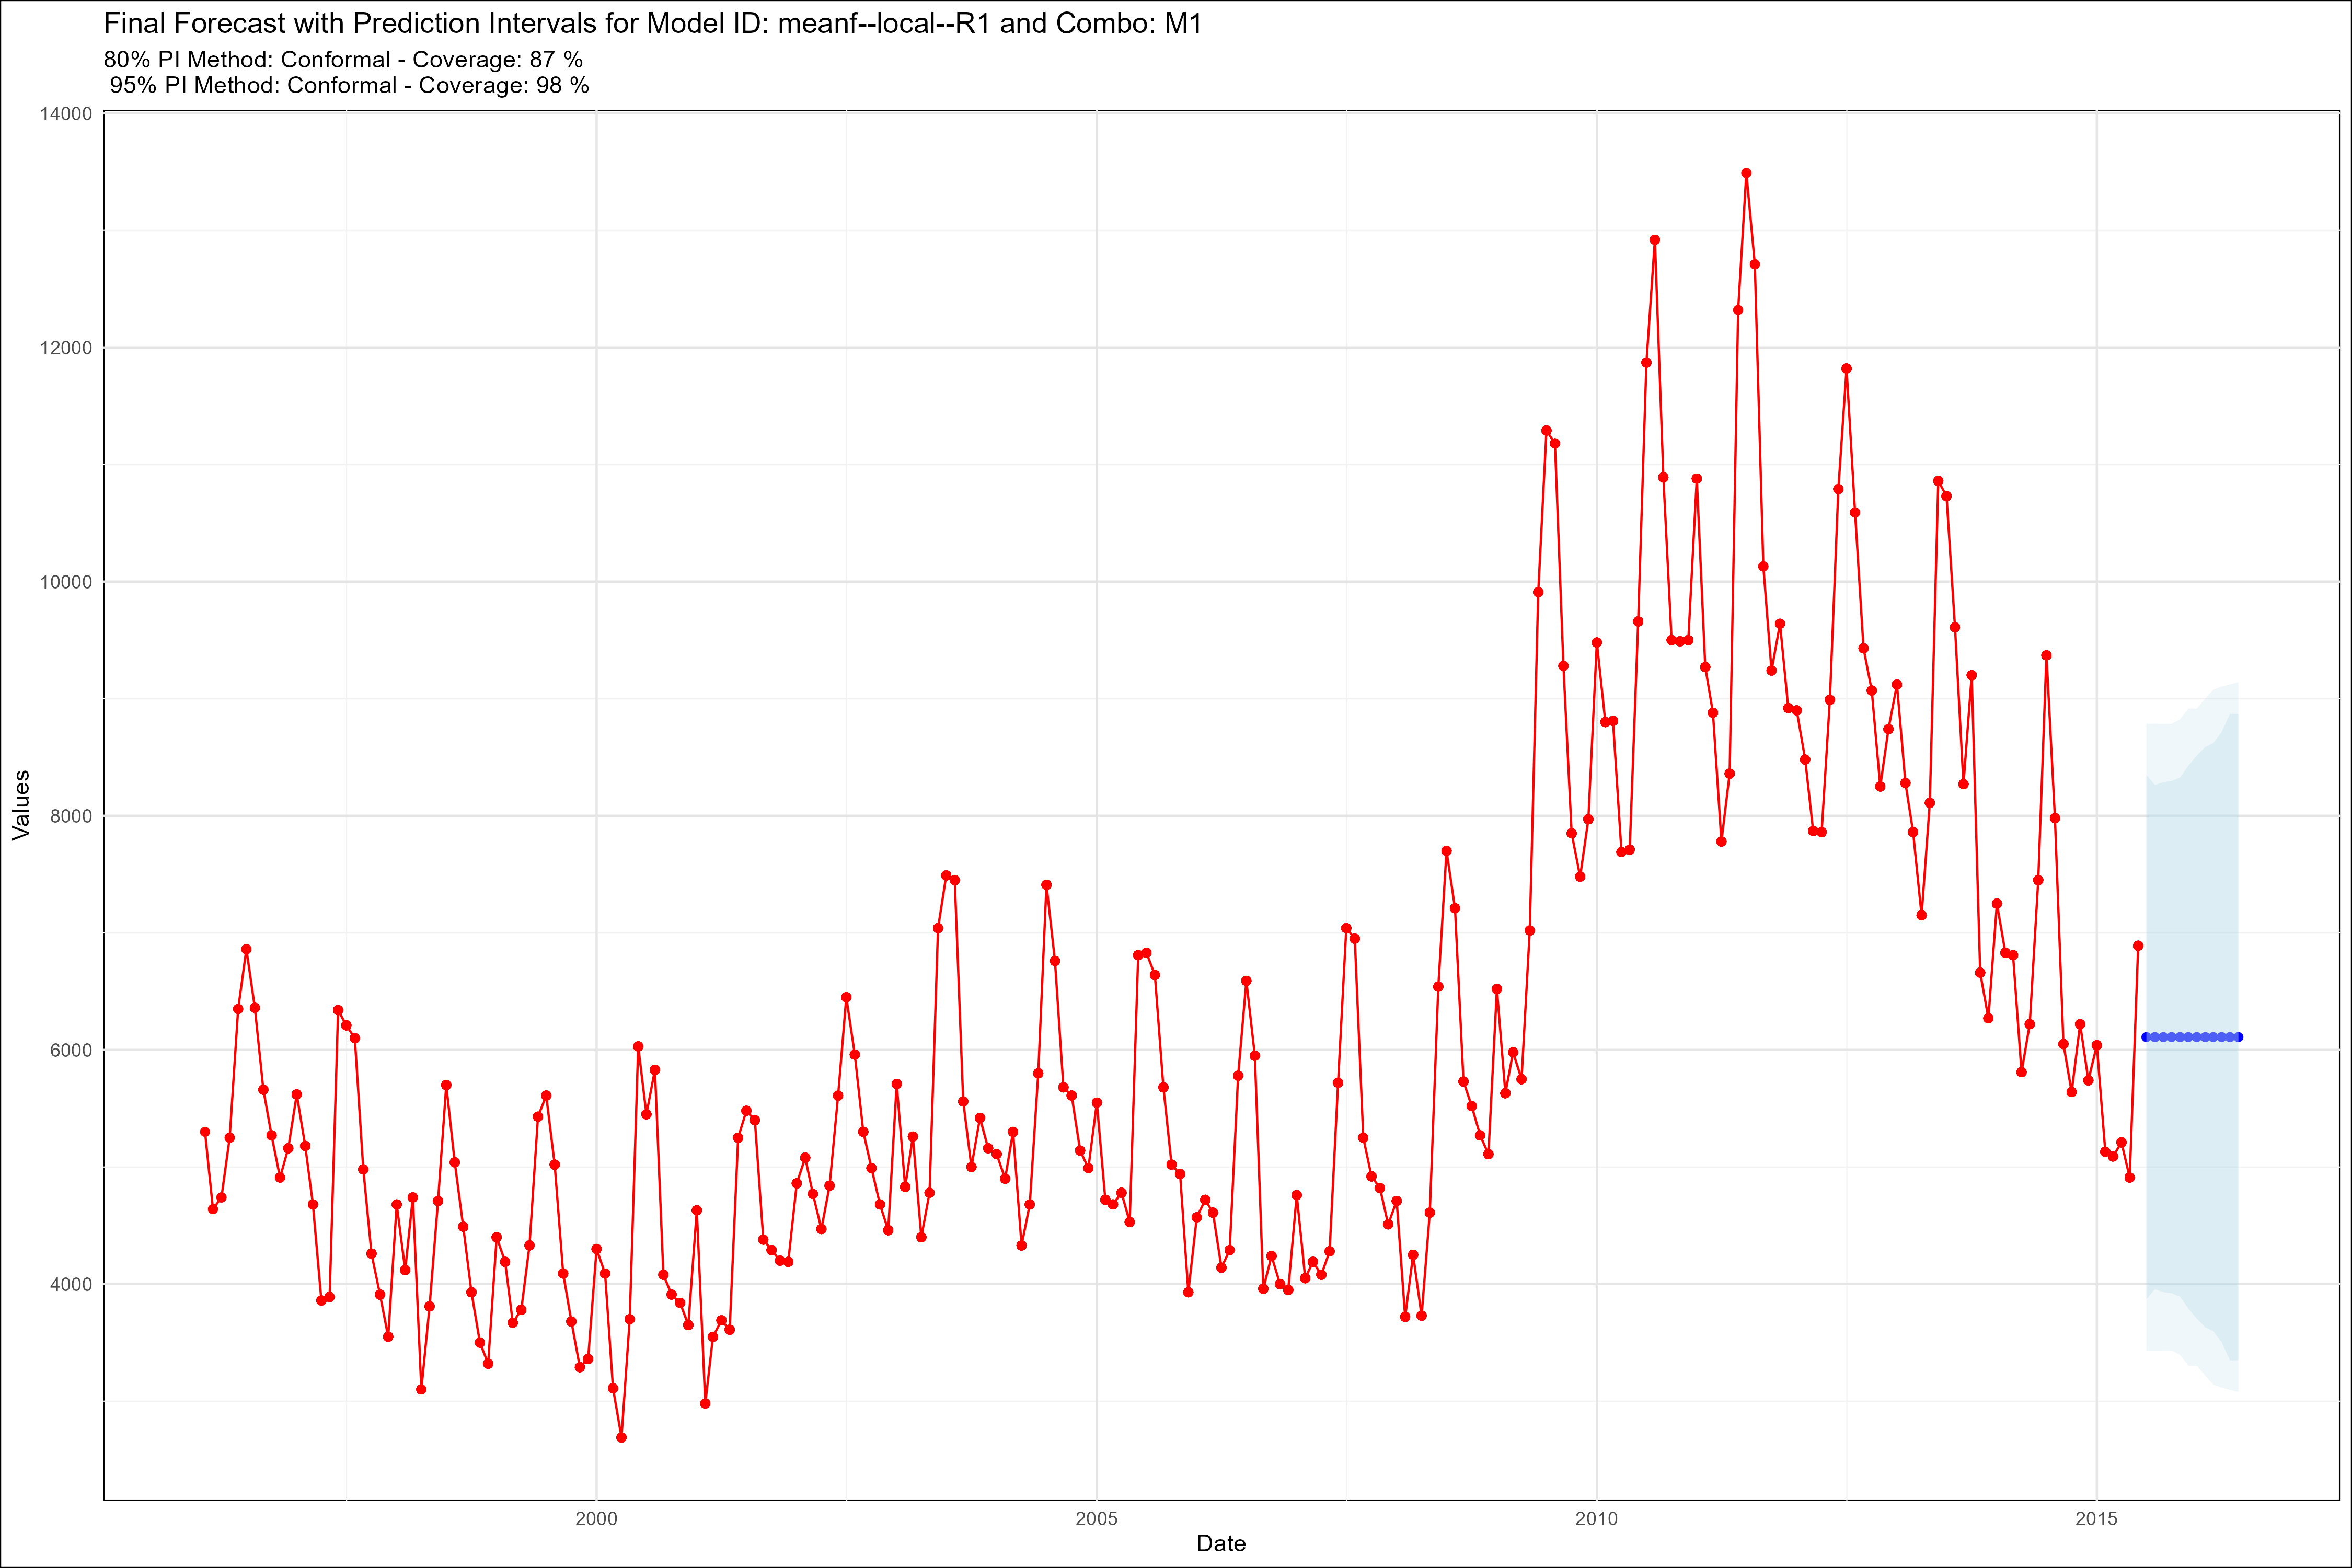 Final Forecast with Prediction Intervals for Model ID: meanf--local--R1 and Combo: M1
80% PI Method: Conformal - Coverage: 87 %
95% PI Method: Conformal - Coverage: 98 %
14000
12000
10000
8000
6000
4000
Values
2000
2005
2010
2015
Date